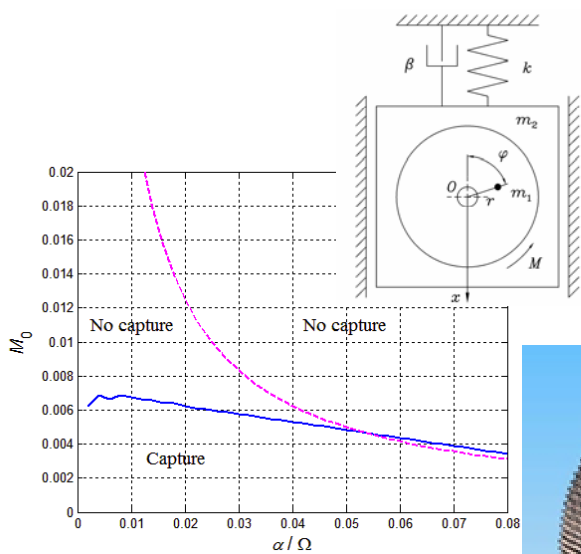 β
k
m₂
φ
O
m₁
r
M
x
0.02
0.018
0.016
0.014
0.012
0.01
0.008
0.006
0.004
0.002
0
M₀
No capture
No capture
Capture
0
0.01
0.02
0.03
0.04
0.05
0.06
0.07
0.08
α / Ω